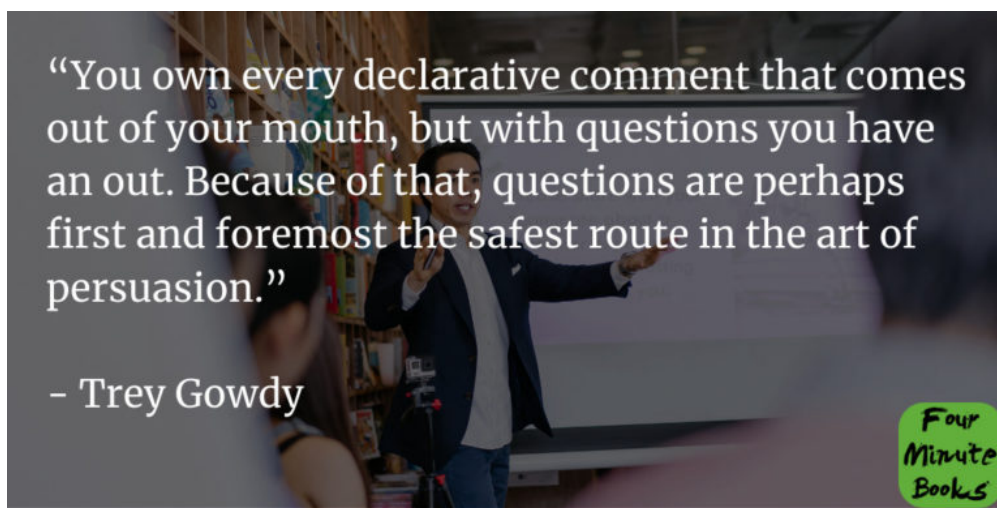 “You own every declarative comment that comes
out of your mouth, but with questions you have
an out. Because of that, questions are perhaps
first and foremost the safest route in the art of
persuasion.”
- Trey Gowdy
Four
Minute
Books